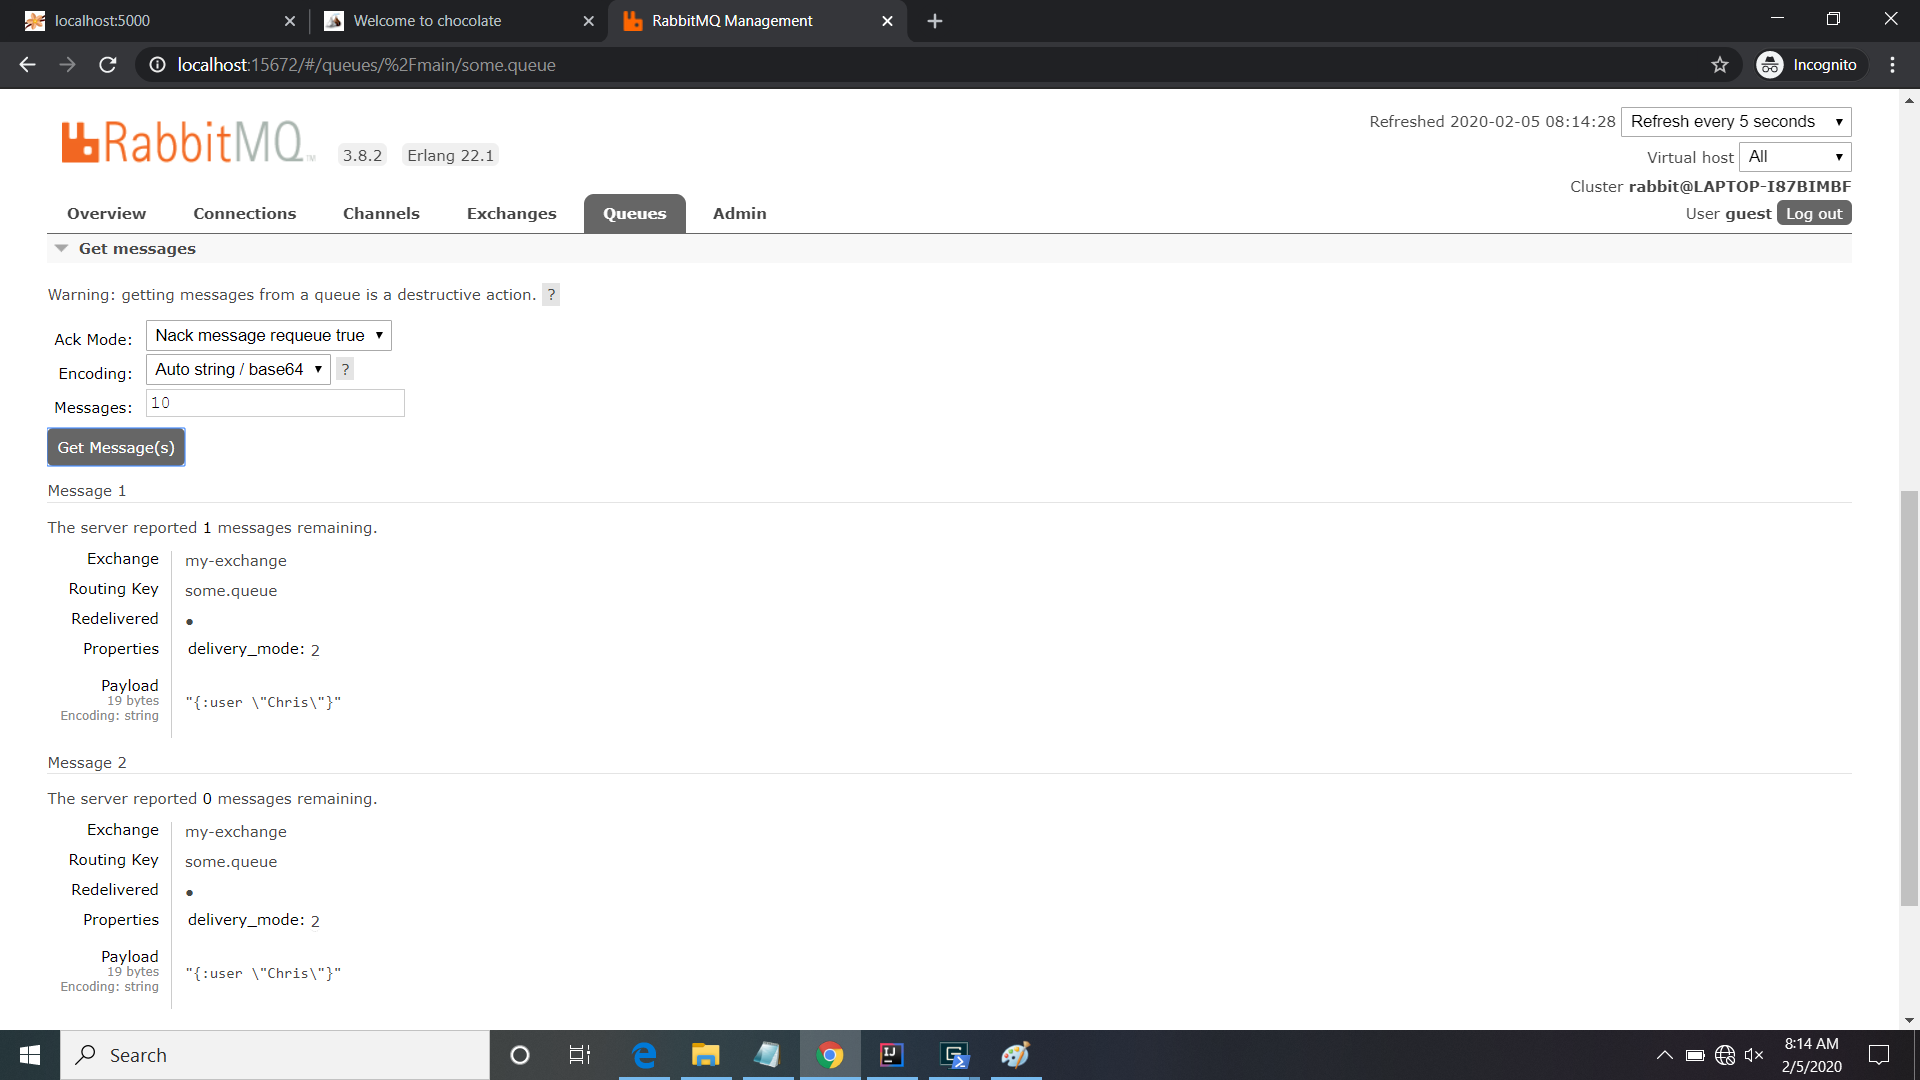 localhost:5000
Welcome to chocolate
RabbitMQ Management
localhost:15672/#/queues/%2Fmain/some.queue
Incognito
RabbitMQ TM
3.8.2
Erlang 22.1
Refreshed 2020-02-05 08:14:28
Refresh every 5 seconds
Virtual host
All
Cluster rabbit@LAPTOP-I87BIMBF
User guest
Log out
Overview
Connections
Channels
Exchanges
Queues
Admin
Get messages
Warning: getting messages from a queue is a destructive action. ?
Ack Mode: Nack message requeue true
Encoding: Auto string / base64 ?
Messages: 10
Get Message(s)
Message 1
The server reported 1 messages remaining.
Exchange my-exchange
Routing Key some.queue
Redelivered ●
Properties delivery_mode: 2
Payload
19 bytes
Encoding: string
"{:user \"Chris\"}"
Message 2
The server reported 0 messages remaining.
Exchange my-exchange
Routing Key some.queue
Redelivered ●
Properties delivery_mode: 2
Payload
19 bytes
Encoding: string
"{:user \"Chris\"}"
Search
8:14 AM
2/5/2020